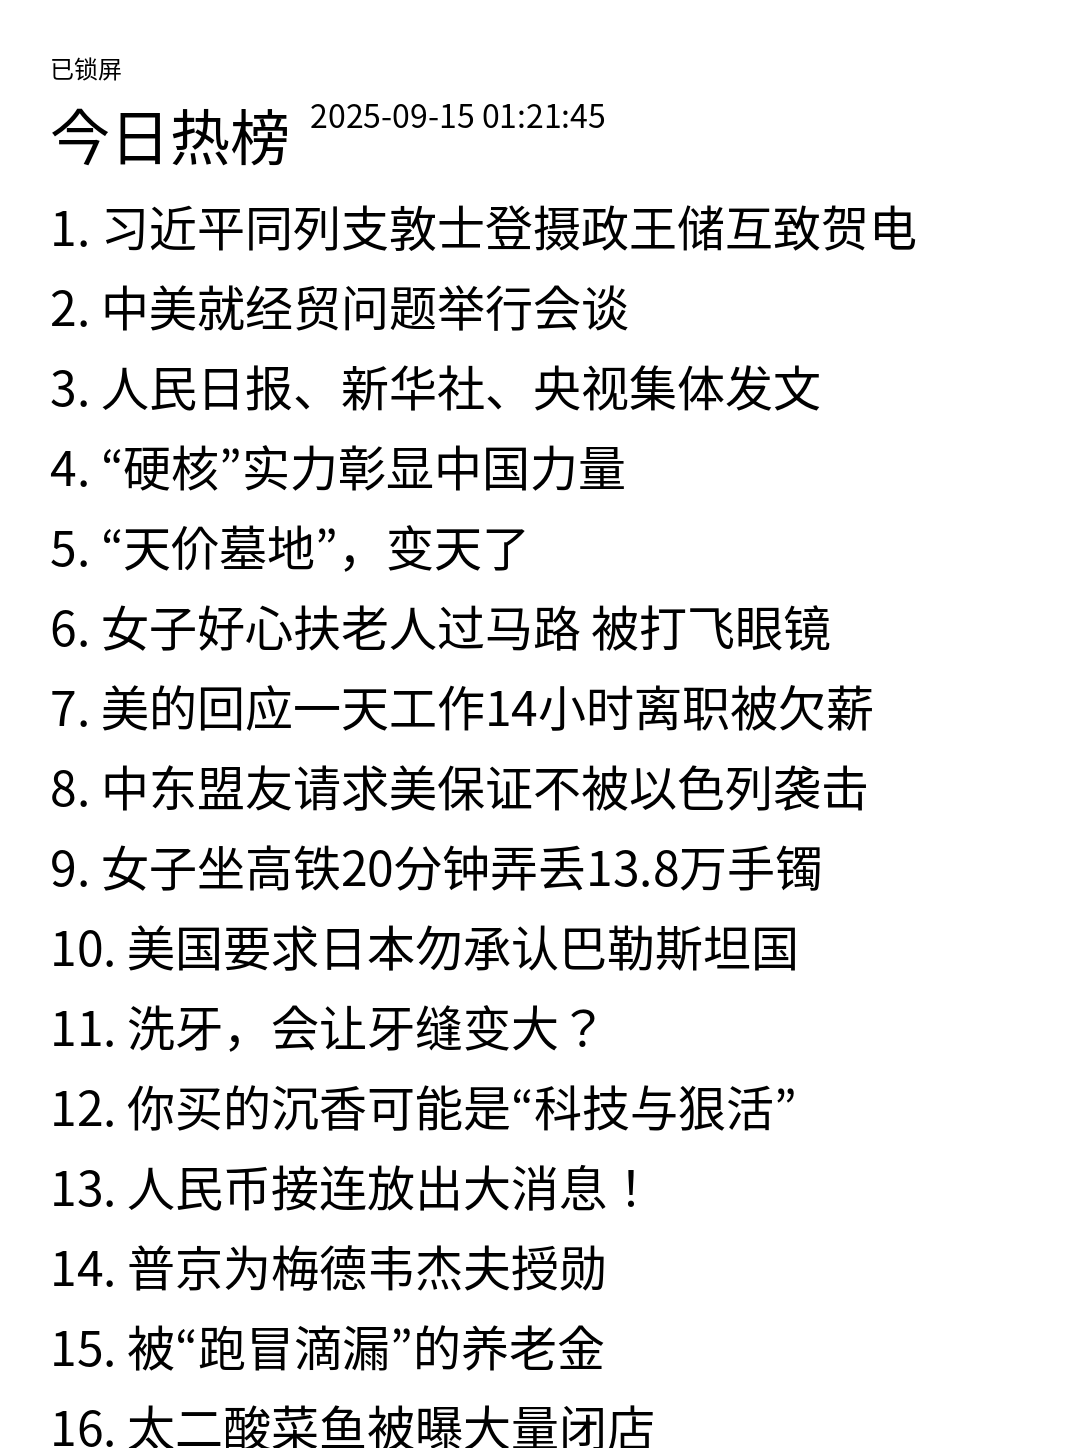 已锁屏
今日热榜 2025-09-15 01:21:45
1. 习近平同列支敦士登摄政王储互致贺电
2. 中美就经贸问题举行会谈
3. 人民日报、新华社、央视集体发文
4. “硬核”实力彰显中国力量
5. “天价墓地”，变天了
6. 女子好心扶老人过马路 被打飞眼镜
7. 美的回应一天工作14小时离职被欠薪
8. 中东盟友请求美保证不被以色列袭击
9. 女子坐高铁20分钟弄丢13.8万手镯
10. 美国要求日本勿承认巴勒斯坦国
11. 洗牙，会让牙缝变大？
12. 你买的沉香可能是“科技与狠活”
13. 人民币接连放出大消息！
14. 普京为梅德韦杰夫授勋
15. 被“跑冒滴漏”的养老金
16. 太二酸菜鱼被曝大量闭店